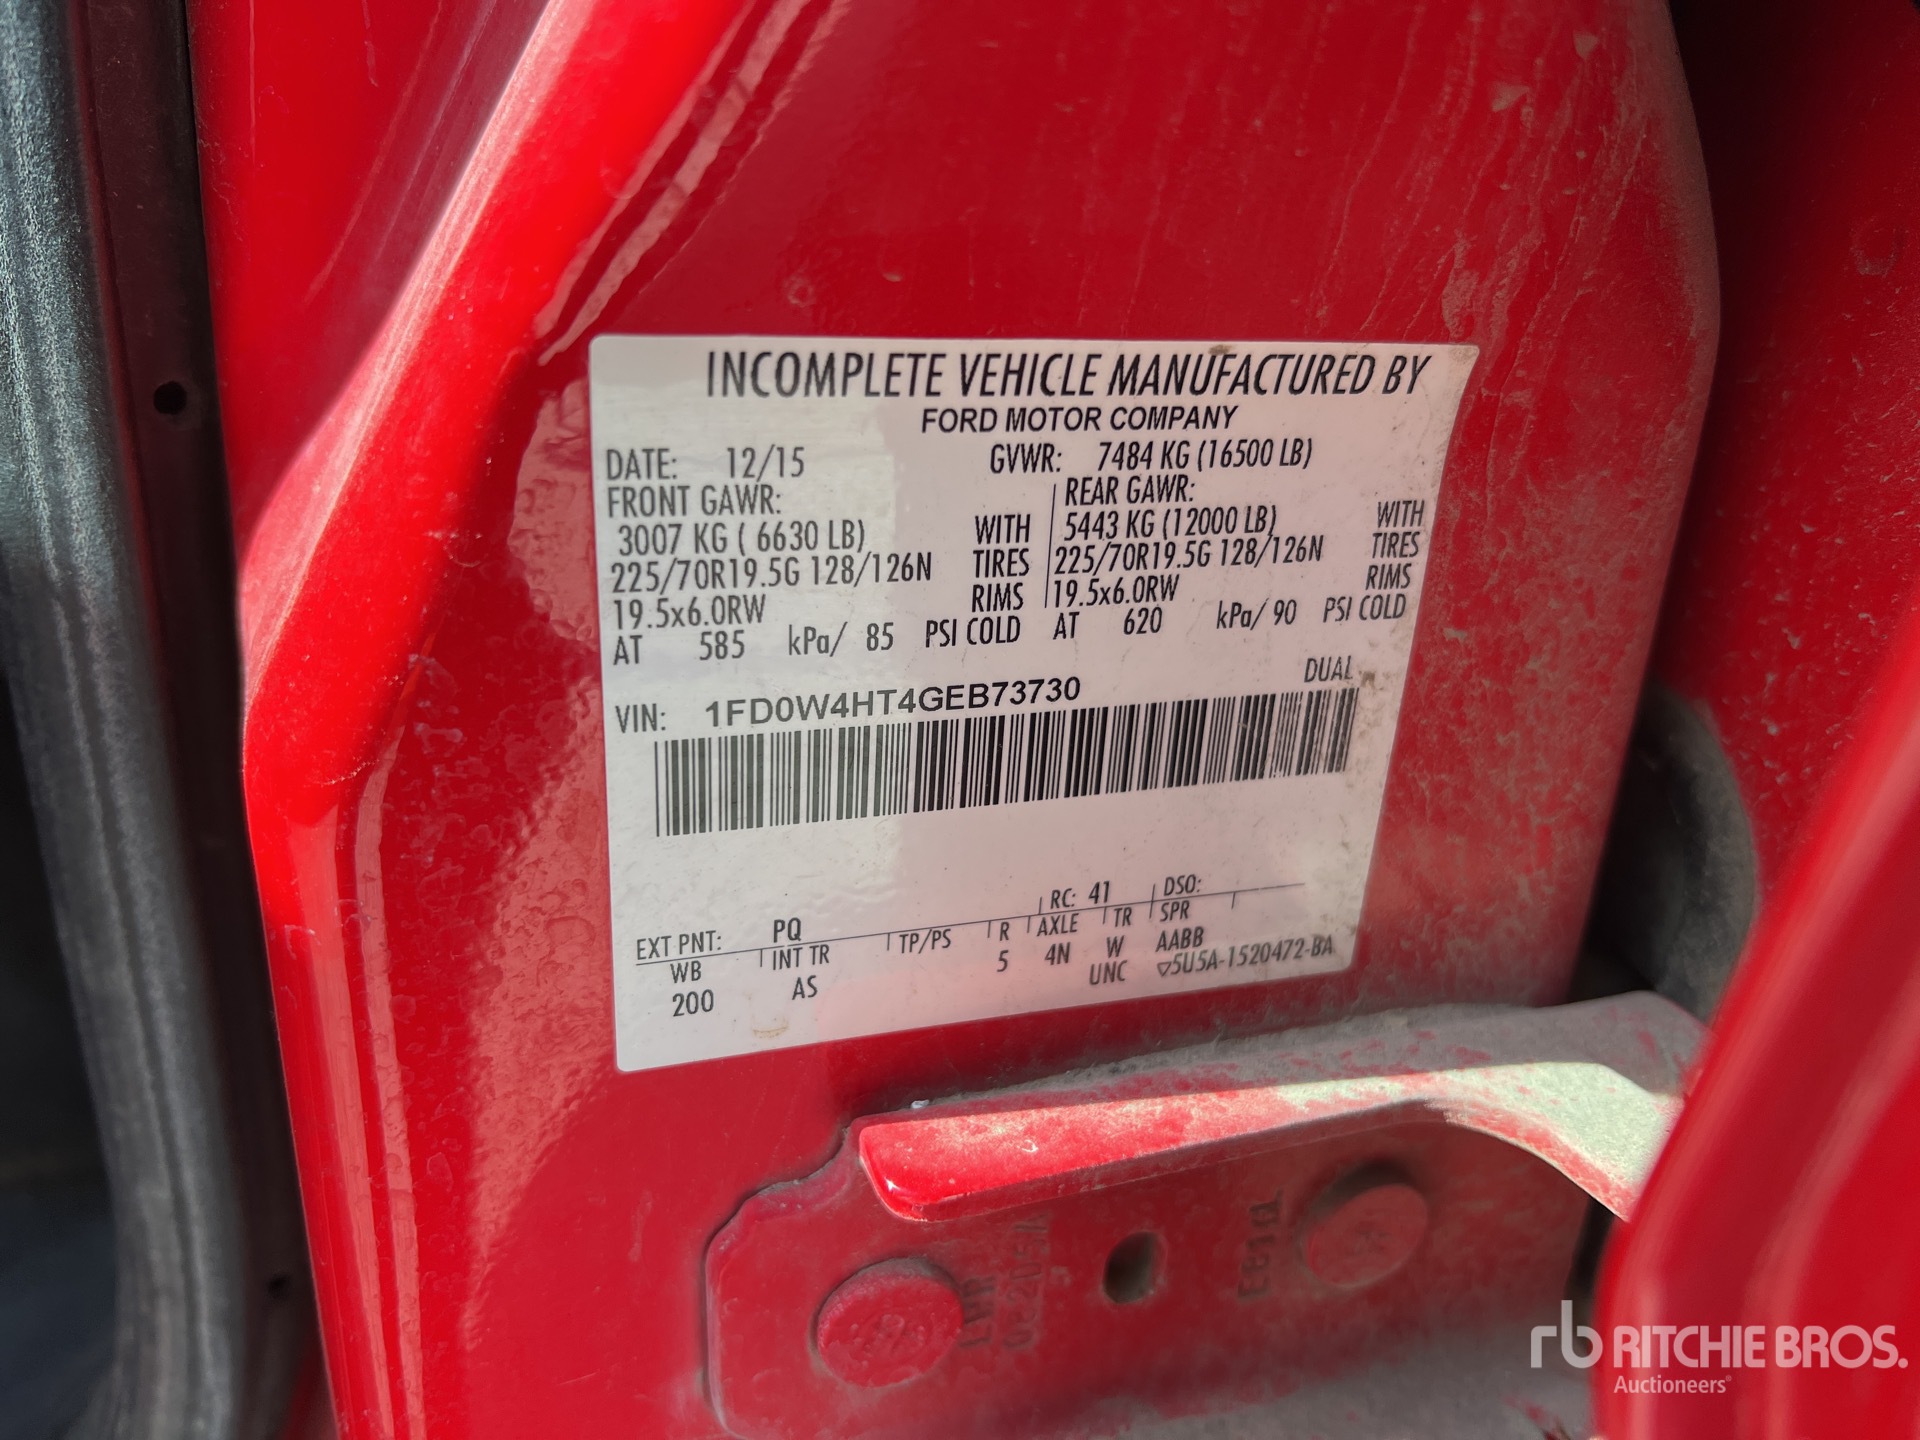 INCOMPLETE VEHICLE MANUFACTURED BY
FORD MOTOR COMPANY
DATE: 12/15 GVWR: 7484 KG (16500 LB)
FRONT GAWR: REAR GAWR:
3007 KG ( 6630 LB) WITH 5443 KG (12000 LB) WITH
225/70R19.5G 128/126N TIRES 225/70R19.5G 128/126N TIRES
19.5x6.0RW RIMS 19.5x6.0RW RIMS
AT 585 kPa/ 85 PSI COLD AT 620 kPa/ 90 PSI COLD
DUAL
VIN: 1FD0W4HT4GEB73730
EXT PNT: PQ RC: 41 DSO:
WB INT TR TP/PS R AXLE TR SPR
200 AS 5 4N W AABB
UNC ▽5U5A-1520472-BA
rb RITCHIE BROS.
Auctioneers